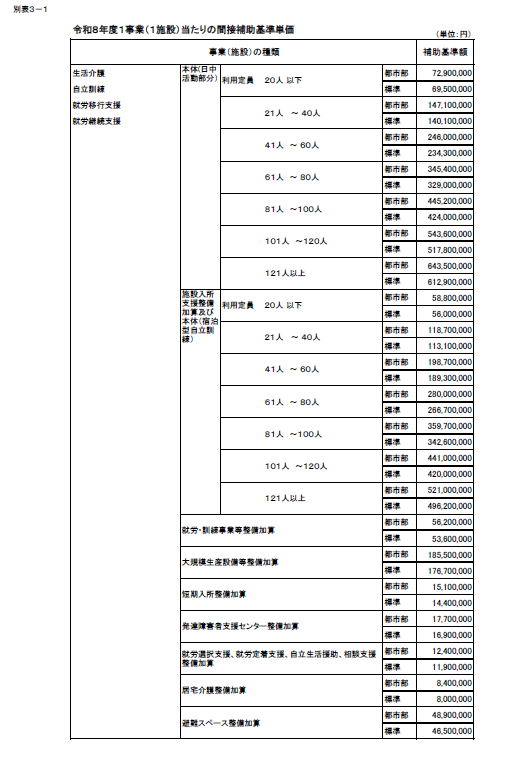 別表3－1
令和8年度1事業(1施設)当たりの間接補助基準単価
(単位:円)
事業(施設)の種類 補助基準額
生活介護
自立訓練
就労移行支援
就労継続支援
本体(日中
活動部分)
利用定員 20人 以下 都市部 72,900,000
標準 69,500,000
21人 ～ 40人 都市部 147,100,000
標準 140,100,000
41人 ～ 60人 都市部 246,000,000
標準 234,300,000
61人 ～ 80人 都市部 345,400,000
標準 329,000,000
81人 ～100人 都市部 445,200,000
標準 424,000,000
101人 ～120人 都市部 543,600,000
標準 517,800,000
121人以上 都市部 643,500,000
標準 612,900,000
施設入所
支援整備
加算及び
本体(宿泊
型自立訓
練)
利用定員 20人 以下 都市部 58,800,000
標準 56,000,000
21人 ～ 40人 都市部 118,700,000
標準 113,100,000
41人 ～ 60人 都市部 198,700,000
標準 189,300,000
61人 ～ 80人 都市部 280,000,000
標準 266,700,000
81人 ～100人 都市部 359,700,000
標準 342,600,000
101人 ～120人 都市部 441,000,000
標準 420,000,000
121人以上 都市部 521,000,000
標準 496,200,000
就労・訓練事業等整備加算 都市部 56,200,000
標準 53,600,000
大規模生産設備等整備加算 都市部 185,500,000
標準 176,700,000
短期入所整備加算 都市部 15,100,000
標準 14,400,000
発達障害者支援センター整備加算 都市部 17,700,000
標準 16,900,000
就労選択支援、就労定着支援、自立生活援助、相談支援
整備加算
都市部 12,400,000
標準 11,900,000
居宅介護整備加算 都市部 8,400,000
標準 8,000,000
避難スペース整備加算 都市部 48,900,000
標準 46,500,000